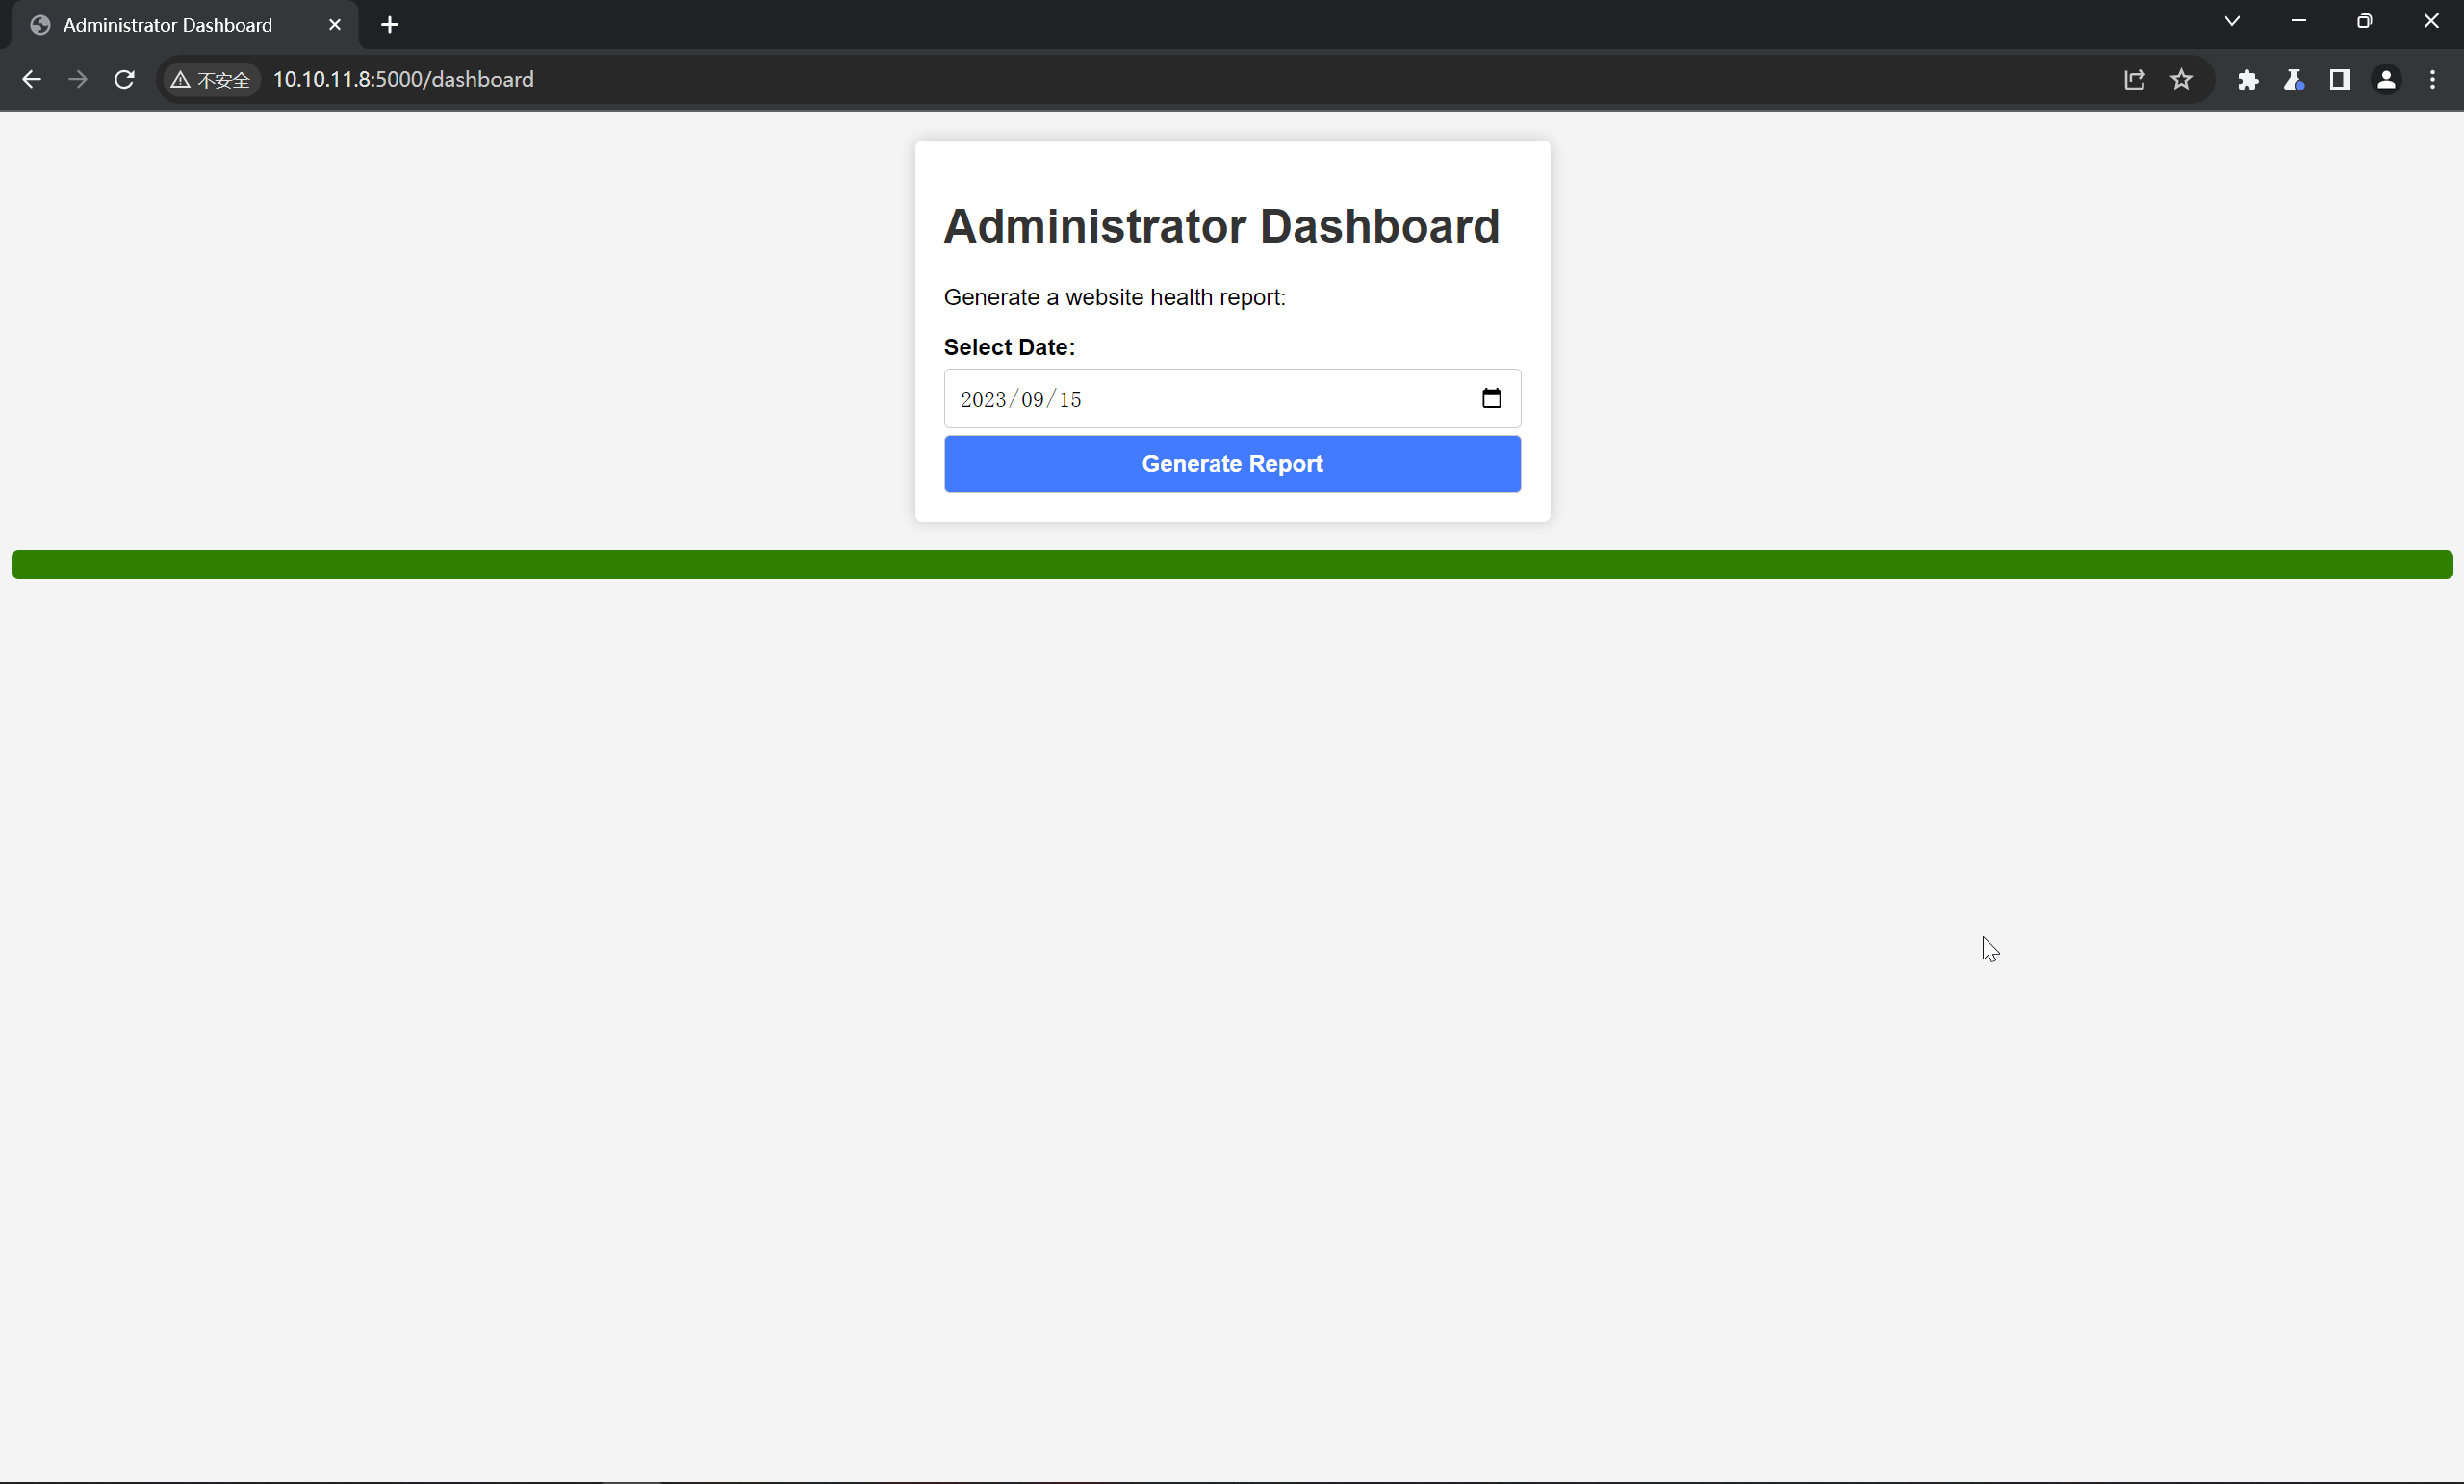 Administrator Dashboard
不安全 10.10.11.8:5000/dashboard
Administrator Dashboard
Generate a website health report:
Select Date:
2023/09/15
Generate Report